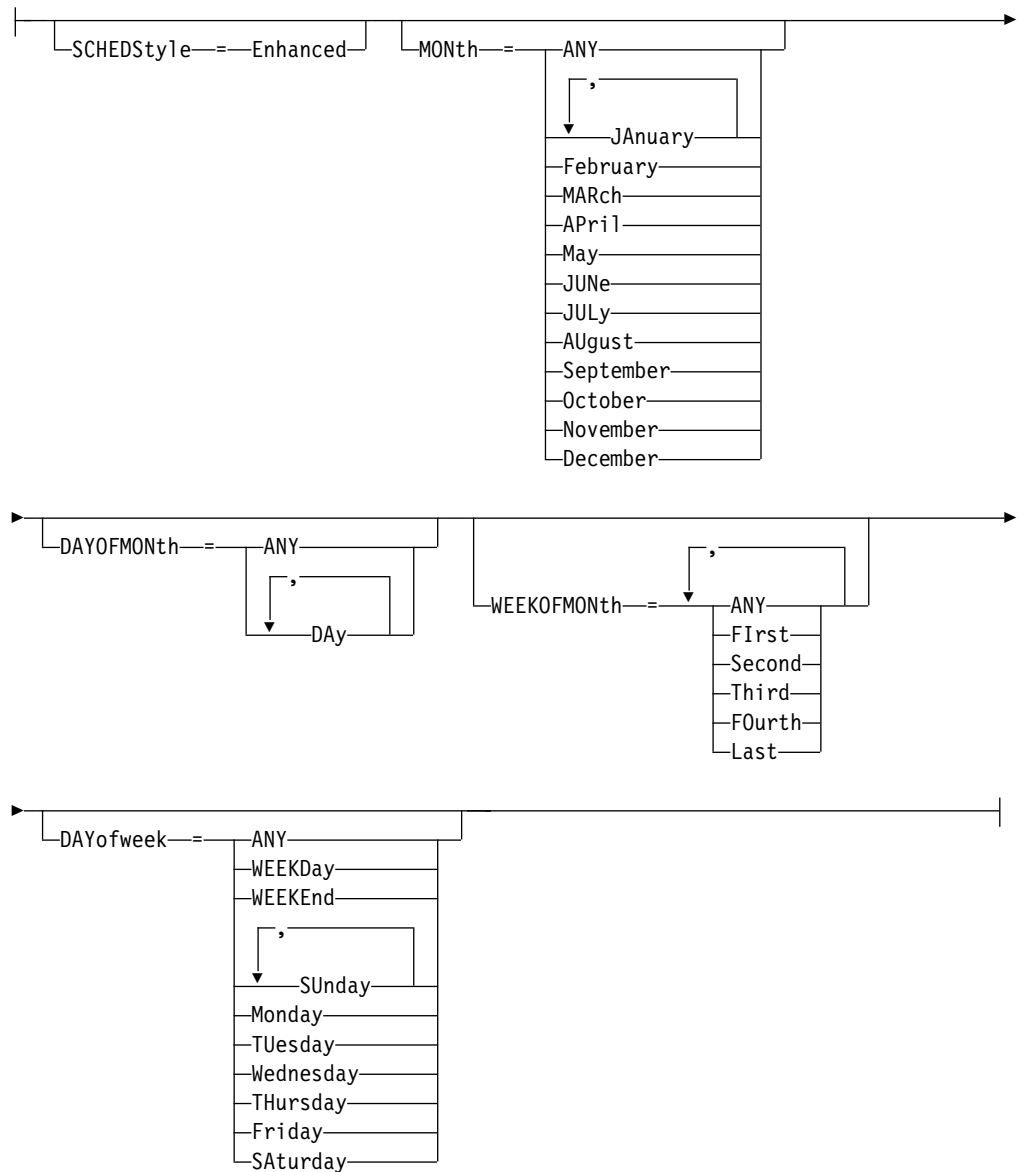 SCHEDStyle = Enhanced MONth = ANY
,
JAnuary
February
MARch
APril
May
JUNe
JULy
AUgust
September
October
November
December
DAYOFMONth = ANY
,
DAy
WEEKOFMONth = ANY
,
FIrst
Second
Third
FOurth
Last
DAYofweek = ANY
WEEKDay
WEEKEnd
,
SUnday
Monday
TUesday
Wednesday
THursday
Friday
SAturday